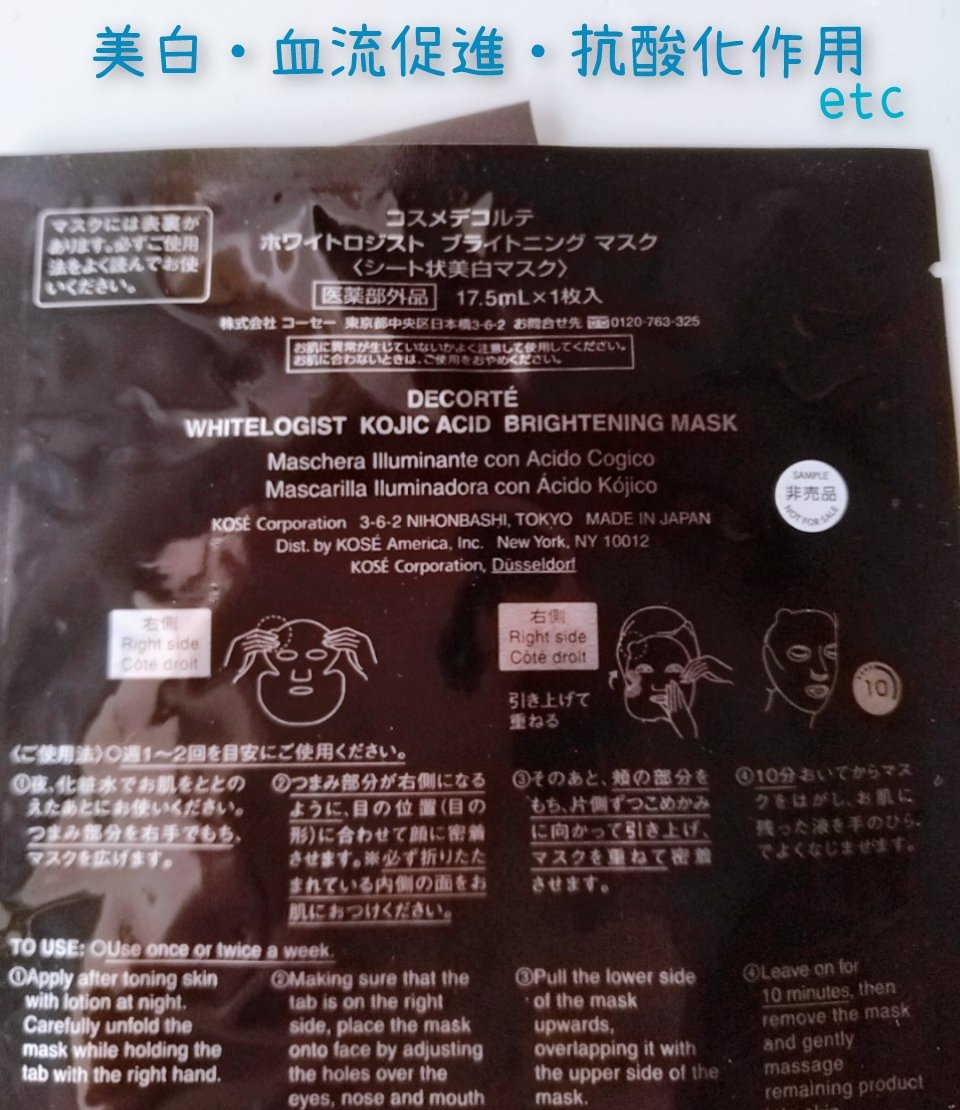 美白・血流促進・抗酸化作用
etc
マスクには表裏が
あります。必ずご使用
法をよく読んでお使
いください。
コスメデコルテ
ホワイトロジスト ブライトニング マスク
〈シート状美白マスク〉
医薬部外品 17.5mL×1枚入
株式会社 コーセー 東京都中央区日本橋3-6-2 お問合せ先 0120-763-325
お肌に異常が生じていないかよく注意して使用してください。
お肌に合わないときは、ご使用をおやめください。
DECORTÉ
WHITELOGIST KOJIC ACID BRIGHTENING MASK
Maschera Illuminante con Acido Cogico
Mascarilla Iluminadora con Ácido Kójico
SAMPLE
非売品
NOT FOR SALE
KOSÉ Corporation 3-6-2 NIHONBASHI, TOKYO MADE IN JAPAN
Dist. by KOSÉ America, Inc. New York, NY 10012
KOSÉ Corporation, Düsseldorf
右側
Right side
Côté droit
右側
Right side
Côté droit
引き上げて
重ねる
10
〈ご使用法〉○週1～2回を目安にご使用ください。
①夜、化粧水でお肌をととの
えたあとにお使いください。
つまみ部分を右手でもち、
マスクを広げます。
②つまみ部分が右側になる
ように、目の位置(目の
形)に合わせて顔に密着
させます。※必ず折りたた
まれている内側の面をお
肌におつけください。
③そのあと、頬の部分を
もち、片側ずつこめかみ
に向かって引き上げ、
マスクを重ねて密着
させます。
④10分おいてからマス
クをはがし、お肌に
残った液を手のひら
でよくなじませます。
TO USE: ○Use once or twice a week.
①Apply after toning skin
with lotion at night.
Carefully unfold the
mask while holding the
tab with the right hand.
②Making sure that the
tab is on the right
side, place the mask
onto face by adjusting
the holes over the
eyes, nose and mouth
③Pull the lower side
of the mask
upwards,
overlapping it with
the upper side of the
mask.
④Leave on for
10 minutes, then
remove the mask
and gently
massage
remaining product